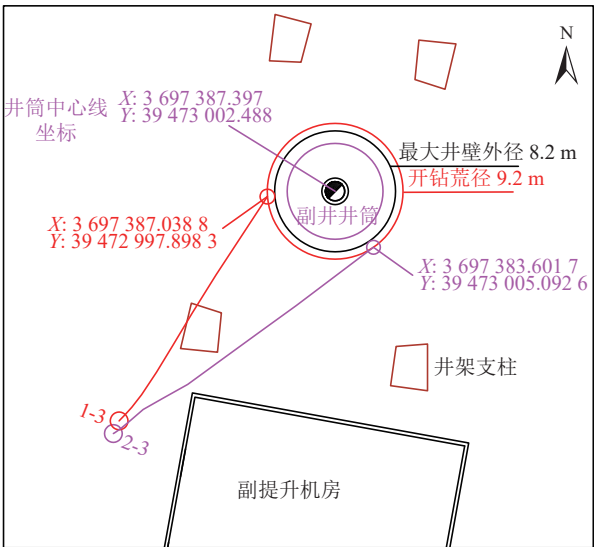 N
井筒中心线
坐标
X: 3 697 387.397
Y: 39 473 002.488
最大井壁外径 8.2 m
开钻荒径 9.2 m
副井井筒
X: 3 697 387.038 8
Y: 39 472 997.898 3
X: 3 697 383.601 7
Y: 39 473 005.092 6
井架支柱
1-3
2-3
副提升机房